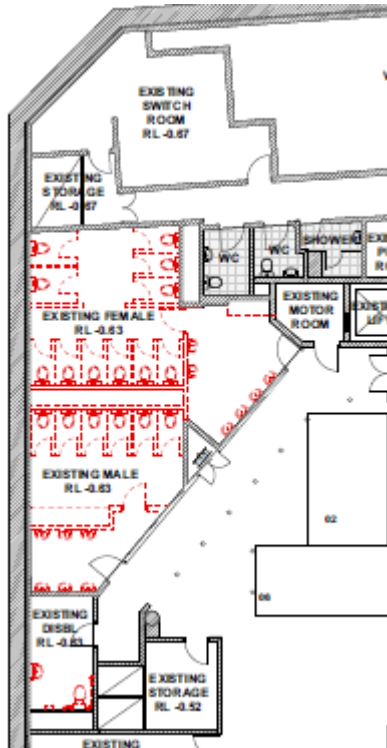 EXISTING
SWITCH
ROOM
RL -0.67
EXISTING
STORAGE
RL -0.67
WC
WC
SHOWER
EXISTING FEMALE
RL -0.63
EXISTING
MOTOR
ROOM
EXISTING
EXISTING MALE
RL -0.63
02
06
EXISTING
DISBL
RL -0.63
EXISTING
STORAGE
RL -0.52
EXISTING